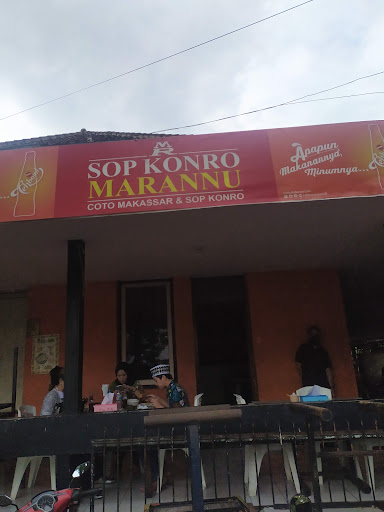 SOP KONRO
MARANNU
COTO MAKASSAR & SOP KONRO
Apapun
Makanannya,
Minumnya...